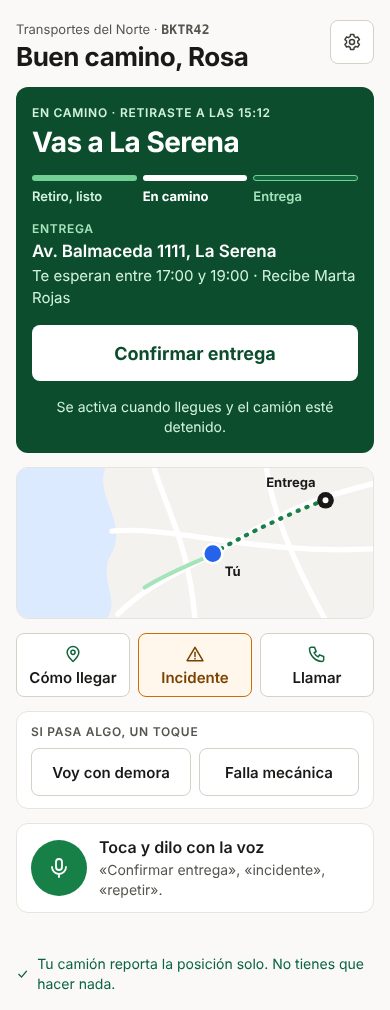 Transportes del Norte · BKTR42
Buen camino, Rosa
EN CAMINO · RETIRASTE A LAS 15:12
Vas a La Serena
Retiro, listo
En camino
Entrega
ENTREGA
Av. Balmaceda 1111, La Serena
Te esperan entre 17:00 y 19:00 · Recibe Marta
Rojas
Confirmar entrega
Se activa cuando llegues y el camión esté
detenido.
Entrega
Tú
Cómo llegar
Incidente
Llamar
SI PASA ALGO, UN TOQUE
Voy con demora
Falla mecánica
Toca y dilo con la voz
«Confirmar entrega», «incidente»,
«repetir».
Tu camión reporta la posición solo. No tienes que
hacer nada.